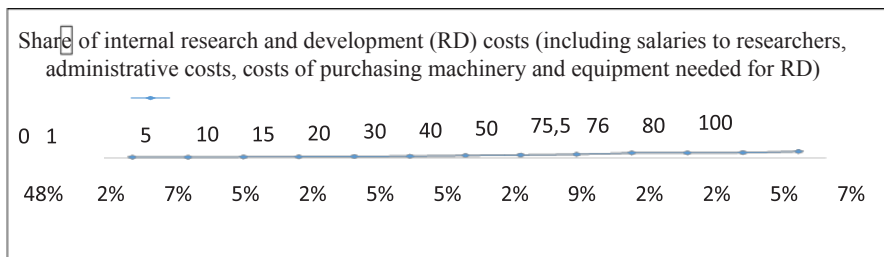 Share of internal research and development (RD) costs (including salaries to researchers,
administrative costs, costs of purchasing machinery and equipment needed for RD)
0 1 5 10 15 20 30 40 50 75,5 76 80 100
48% 2% 7% 5% 2% 5% 5% 2% 9% 2% 2% 5% 7%